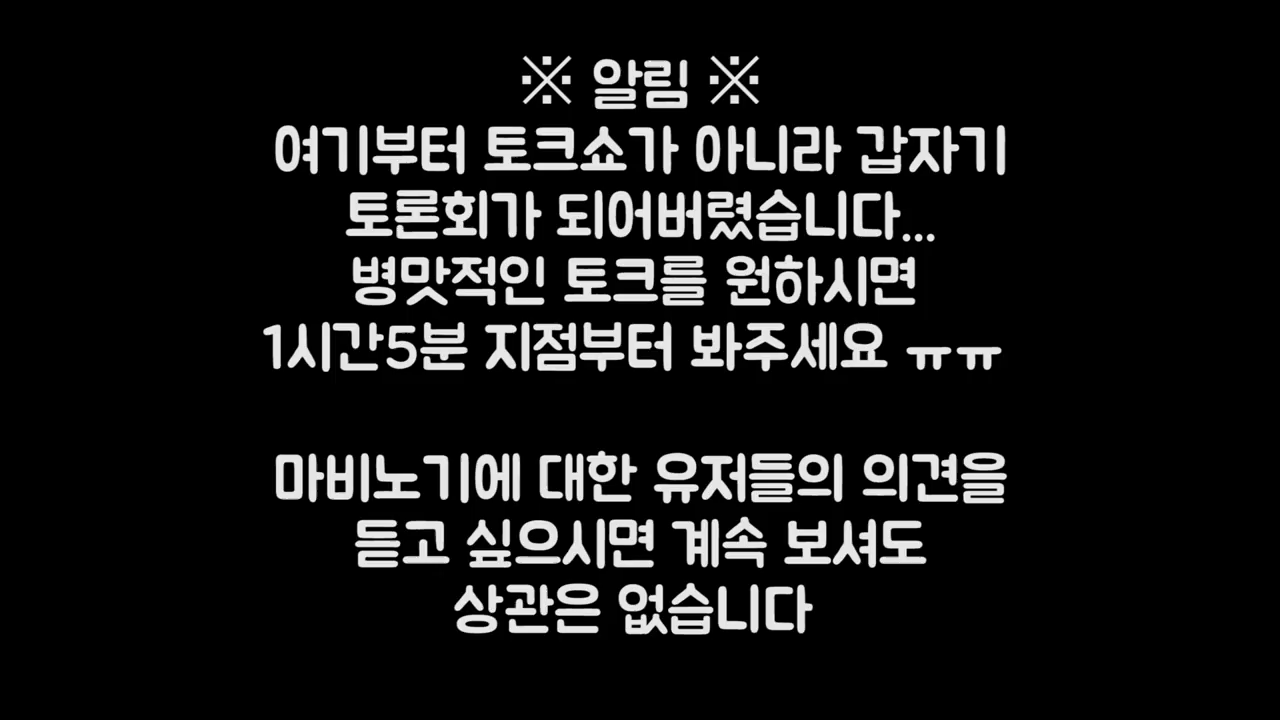 ※ 알림 ※
여기부터 토크쇼가 아니라 갑자기
토론회가 되어버렸습니다...
병맛적인 토크를 원하시면
1시간5분 지점부터 봐주세요 ㅠㅠ
마비노기에 대한 유저들의 의견을
듣고 싶으시면 계속 보셔도
상관은 없습니다